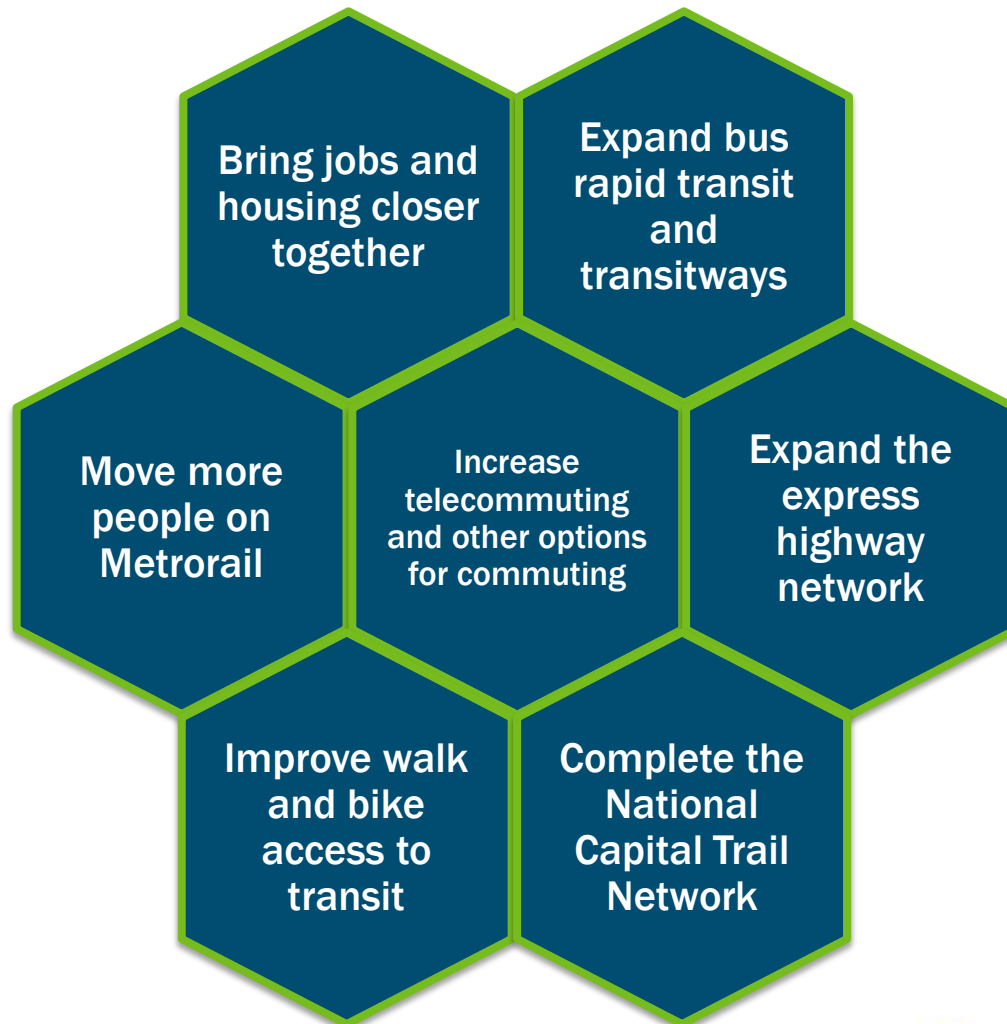 Bring jobs and
housing closer
together
Expand bus
rapid transit
and
transitways
Move more
people on
Metrorail
Increase
telecommuting
and other options
for commuting
Expand the
express
highway
network
Improve walk
and bike
access to
transit
Complete the
National
Capital Trail
Network